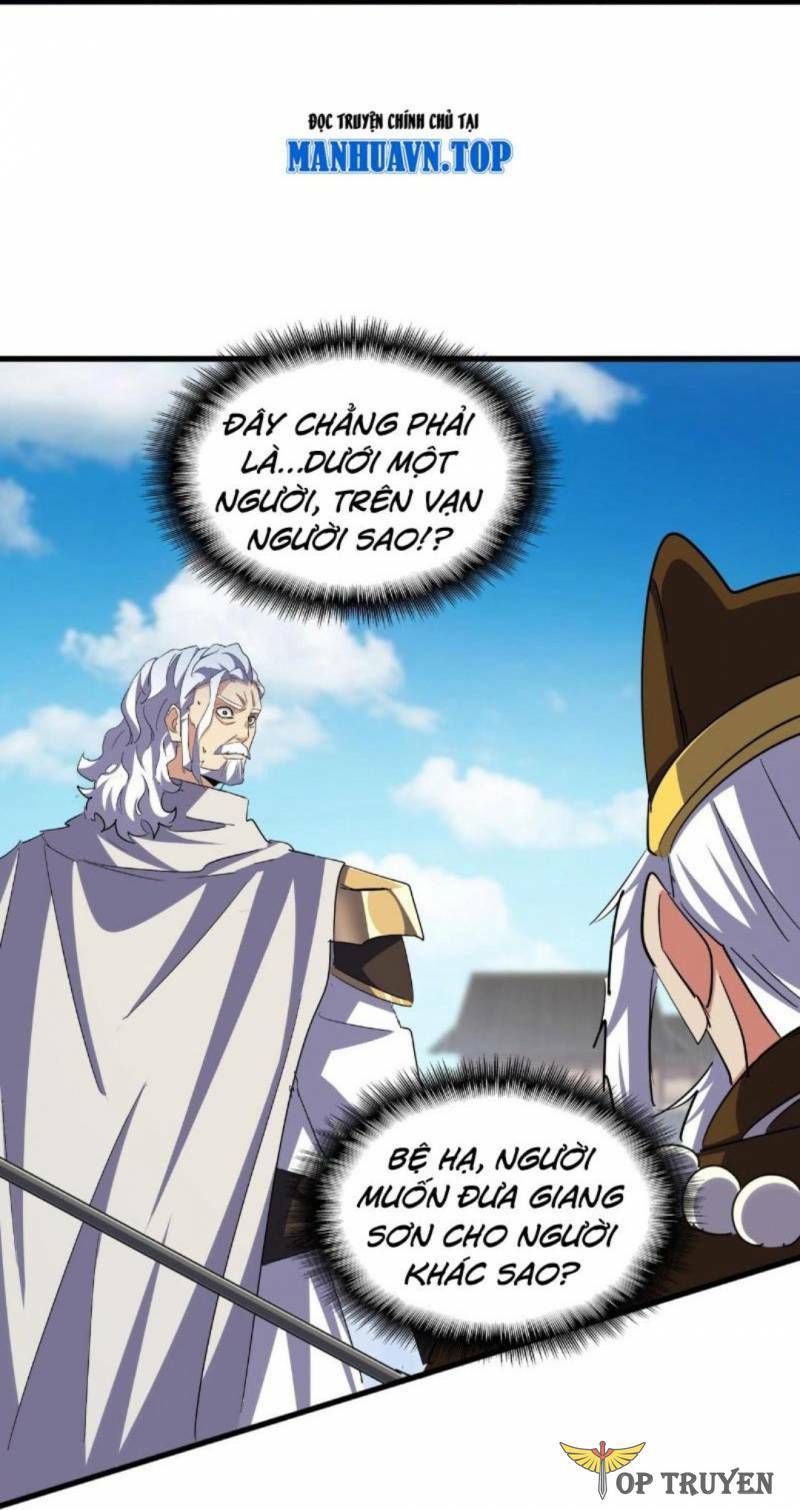 ĐỌC TRUYỆN CHÍNH CHỦ TẠI
MANHUAVN.TOP
ĐÂY CHẲNG PHẢI
LÀ...DƯỚI MỘT
NGƯỜI, TRÊN VẠN
NGƯỜI SAO!?
BỆ HẠ, NGƯỜI
MUỐN ĐƯA GIANG
SƠN CHO NGƯỜI
KHÁC SAO?
TOP TRUYEN